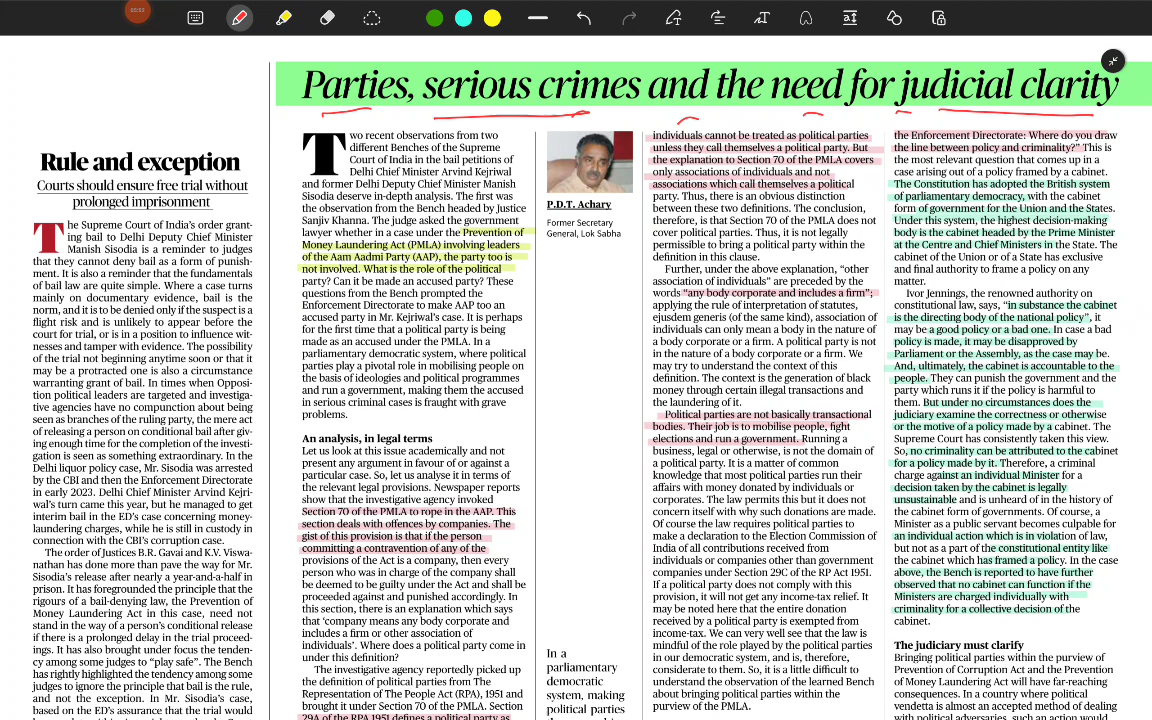 Parties, serious crimes and the need for judicial clarity
Rule and exception
Courts should ensure free trial without
prolonged imprisonment
The Supreme Court of India's order grant-
ing bail to Delhi Deputy Chief Minister
Manish Sisodia is a reminder to judges
that they cannot deny bail as a form of punish-
ment. It is also a reminder that the fundamentals
of bail law are quite simple. Where a case turns
mainly on documentary evidence, bail is the
norm, and it is to be denied only if the suspect is a
flight risk and is unlikely to appear before the
court for trial, or is in a position to influence wit-
nesses and tamper with evidence. The possibility
of the trial not beginning anytime soon or that it
may be a protracted one is also a circumstance
warranting grant of bail. In times when Opposi-
tion political leaders are targeted and investiga-
tive agencies have no compunction about being
seen as branches of the ruling party, the mere act
of releasing a person on conditional bail after giv-
ing enough time for the completion of the investi-
gation is seen as something extraordinary. In the
Delhi liquor policy case, Mr. Sisodia was arrested
by the CBI and then the Enforcement Directorate
in early 2023. Delhi Chief Minister Arvind Kejri-
wal's turn came this year, but he managed to get
interim bail in the ED's case concerning money-
laundering charges, while he is still in custody in
connection with the CBI's corruption case.
The order of Justices B.R. Gavai and K.V. Viswa-
nathan has done more than pave the way for Mr.
Sisodia's release after nearly a year-and-a-half in
prison. It has foregrounded the principle that the
rigours of a bail-denying law, the Prevention of
Money Laundering Act in this case, need not
stand in the way of a person's conditional release
if there is a prolonged delay in the trial proceed-
ings. It has also brought under focus the tenden-
cy among some judges to "play safe". The Bench
has rightly highlighted the tendency among some
judges to ignore the principle that bail is the rule,
and not the exception. In Mr. Sisodia's case,
based on the ED's assurance that the trial would
Two recent observations from two
different Benches of the Supreme
Court of India in the bail petitions of
Delhi Chief Minister Arvind Kejriwal
and former Delhi Deputy Chief Minister Manish
Sisodia deserve in-depth analysis. The first was
the observation from the Bench headed by Justice
Sanjiv Khanna. The judge asked the government
lawyer whether in a case under the Prevention of
Money Laundering Act (PMLA) involving leaders
of the Aam Aadmi Party (AAP), the party too is
not involved. What is the role of the political
party? Can it be made an accused party? These
questions from the Bench prompted the
Enforcement Directorate to make AAP too an
accused party in Mr. Kejriwal's case. It is perhaps
for the first time that a political party is being
made as an accused under the PMLA. In a
parliamentary democratic system, where political
parties play a pivotal role in mobilising people on
the basis of ideologies and political programmes
and run a government, making them the accused
in serious criminal cases is fraught with grave
problems.
An analysis, in legal terms
Let us look at this issue academically and not
present any argument in favour of or against a
particular case. So, let us analyse it in terms of
the relevant legal provisions. Newspaper reports
show that the investigative agency invoked
Section 70 of the PMLA to rope in the AAP. This
section deals with offences by companies. The
gist of this provision is that if the person
committing a contravention of any of the
provisions of the Act is a company, then every
person who was in charge of the company shall
be deemed to be guilty under the Act and shall be
proceeded against and punished accordingly. In
this section, there is an explanation which says
that 'company means any body corporate and
includes a firm or other association of
individuals'. Where does a political party come in
under this definition?
The investigative agency reportedly picked up
the definition of political parties from The
Representation of The People Act (RPA), 1951 and
brought it under Section 70 of the PMLA. Section
29A of the RPA 1951 defines a political party as
P.D.T. Achary
Former Secretary
General, Lok Sabha
In a
parliamentary
democratic
system, making
political parties
individuals cannot be treated as political parties
unless they call themselves a political party. But
the explanation to Section 70 of the PMLA covers
only associations of individuals and not
associations which call themselves a political
party. Thus, there is an obvious distinction
between these two definitions. The conclusion,
therefore, is that Section 70 of the PMLA does not
cover political parties. Thus, it is not legally
permissible to bring a political party within the
definition in this clause.
Further, under the above explanation, "other
association of individuals" are preceded by the
words "any body corporate and includes a firm";
applying the rule of interpretation of statutes,
ejusdem generis (of the same kind), association of
individuals can only mean a body in the nature of
a body corporate or a firm. A political party is not
in the nature of a body corporate or firm. We
may try to understand the context of this
definition. The context is the generation of black
money through certain illegal transactions and
the laundering of it.
Political parties are not basically transactional
bodies. Their job is to mobilise people, fight
elections and run a government. Running a
business, legal or otherwise, is not the domain of
a political party. It is a matter of common
knowledge that most political parties run their
affairs with money donated by individuals or
corporates. The law permits this but it does not
concern itself with why such donations are made.
Of course the law requires political parties to
make a declaration to the Election Commission of
India of all contributions received from
individuals or companies other than government
companies under Section 29C of the RP Act 1951.
If a political party does not comply with this
provision, it will not get any income-tax relief. It
may be noted here that the entire donation
received by a political party is exempted from
income-tax. We can very well see that the law is
mindful of the role played by the political parties
in our democratic system, and is, therefore,
considerate to them. So, it is a little difficult to
understand the observation of the learned Bench
about bringing political parties within the
purview of the PMLA.
the Enforcement Directorate: Where do you draw
the line between policy and criminality?" This is
the most relevant question that comes up in a
case arising out of a policy framed by a cabinet.
The Constitution has adopted the British system
of parliamentary democracy, with the cabinet
form of government for the Union and the States.
Under this system, the highest decision-making
body is the cabinet headed by the Prime Minister
at the Centre and Chief Ministers in the State. The
cabinet of the Union or of a State has exclusive
and final authority to frame a policy on any
matter.
Ivor Jennings, the renowned authority on
constitutional law, says, "in substance the cabinet
is the directing body of the national policy", it
may be a good policy or a bad one. In case a bad
policy is made, it may be disapproved by
Parliament or the Assembly, as the case may be.
And, ultimately, the cabinet is accountable to the
people. They can punish the government and the
party which runs it if the policy is harmful to
them. But under no circumstances does the
judiciary examine the correctness or otherwise
or the motive of a policy made by a cabinet. The
Supreme Court has consistently taken this view.
So, no criminality can be attributed to the cabinet
for a policy made by it. Therefore, a criminal
charge against an individual Minister for a
decision taken by the cabinet is legally
unsustainable and is unheard of in the history of
the cabinet form of governments. Of course, a
Minister as a public servant becomes culpable for
an individual action which is in violation of law,
but not as a part of the constitutional entity like
the cabinet which has framed a policy. In the case
above, the Bench is reported to have further
observed that no cabinet can function if the
Ministers are charged individually with
criminality for a collective decision of the
cabinet.
The judiciary must clarify
Bringing political parties within the purview of
Prevention of Corruption Act and the Prevention
of Money Laundering Act will have far-reaching
consequences. In a country where political
vendetta is almost an accepted way of dealing
with political adversaries, such an action would